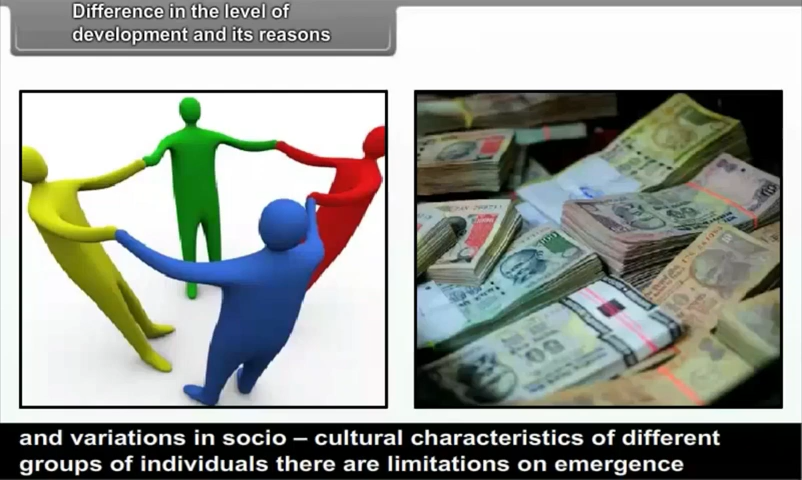 Difference in the level of
development and its reasons
and variations in socio – cultural characteristics of different
groups of individuals there are limitations on emergence